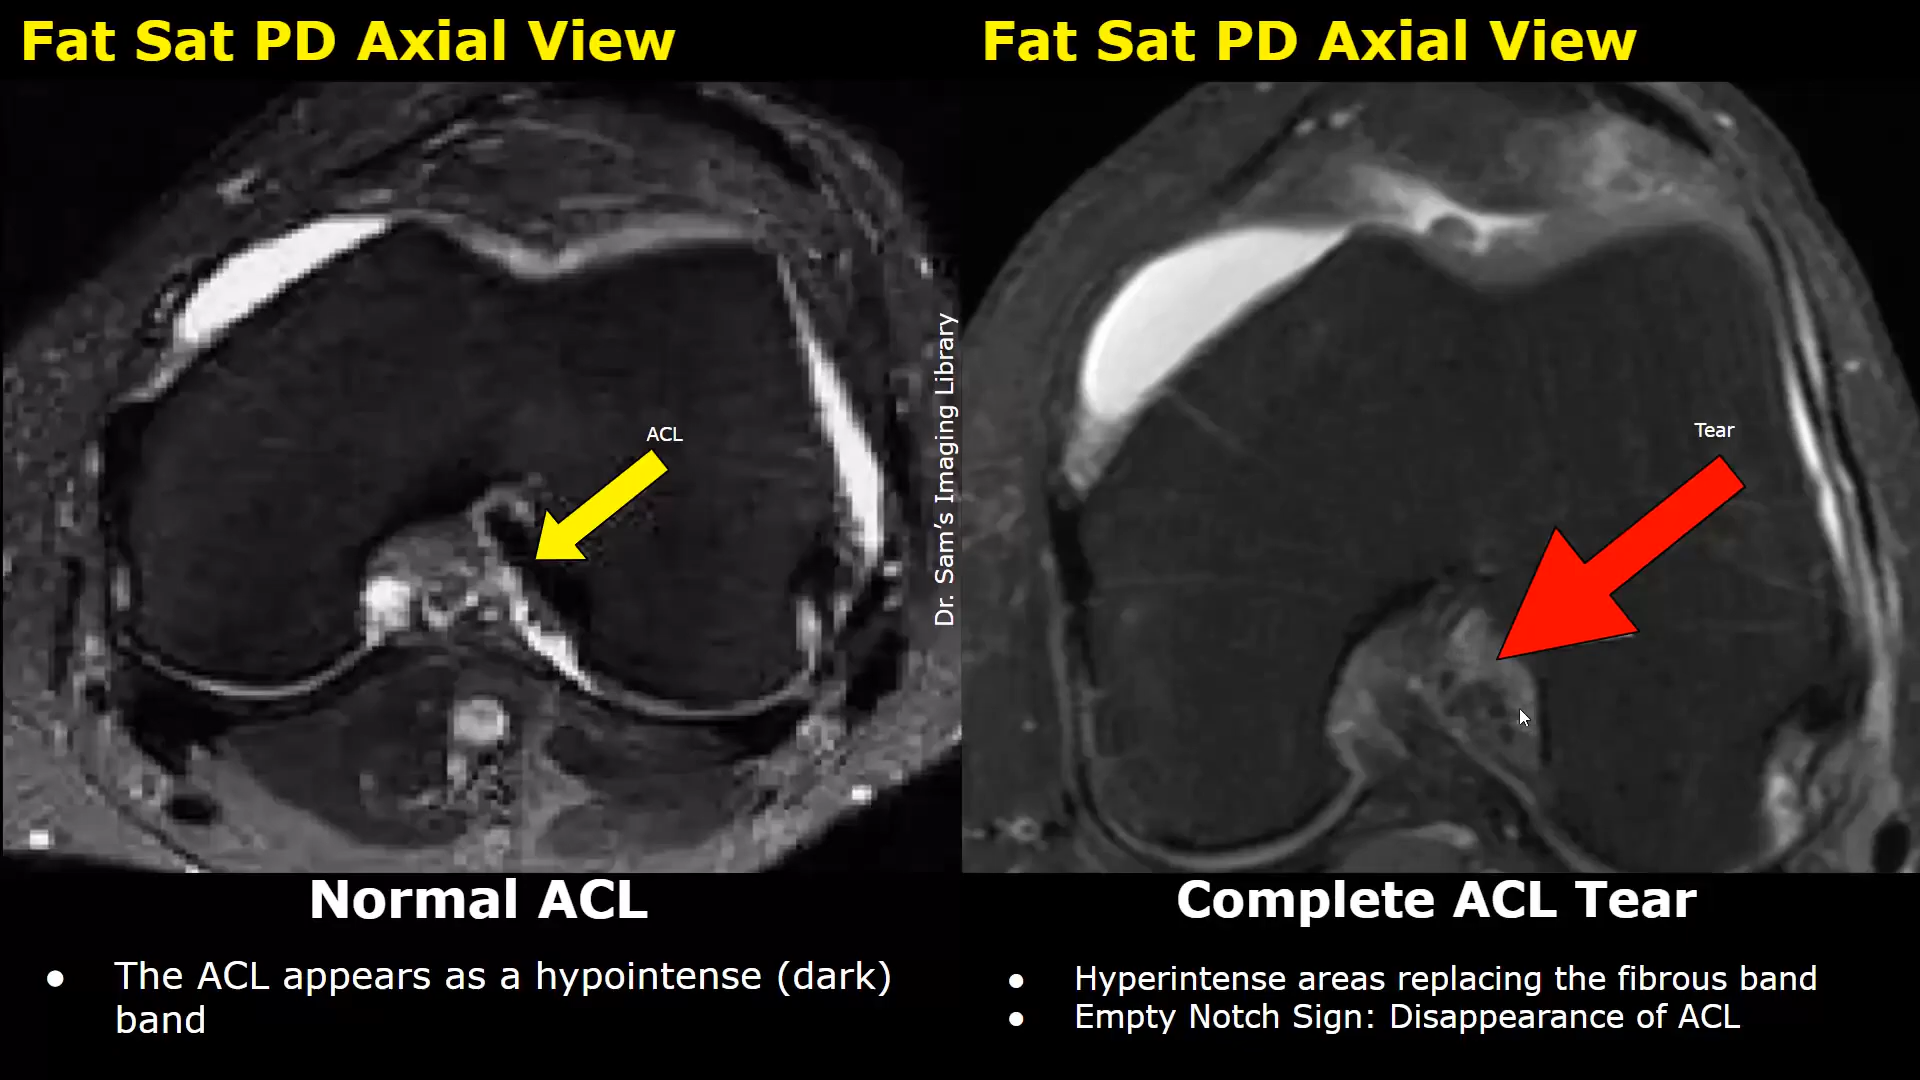 Fat Sat PD Axial View
Fat Sat PD Axial View
ACL
Tear
Dr. Sam's Imaging Library
Normal ACL
● The ACL appears as a hypointense (dark)
band
Complete ACL Tear
● Hyperintense areas replacing the fibrous band
● Empty Notch Sign: Disappearance of ACL